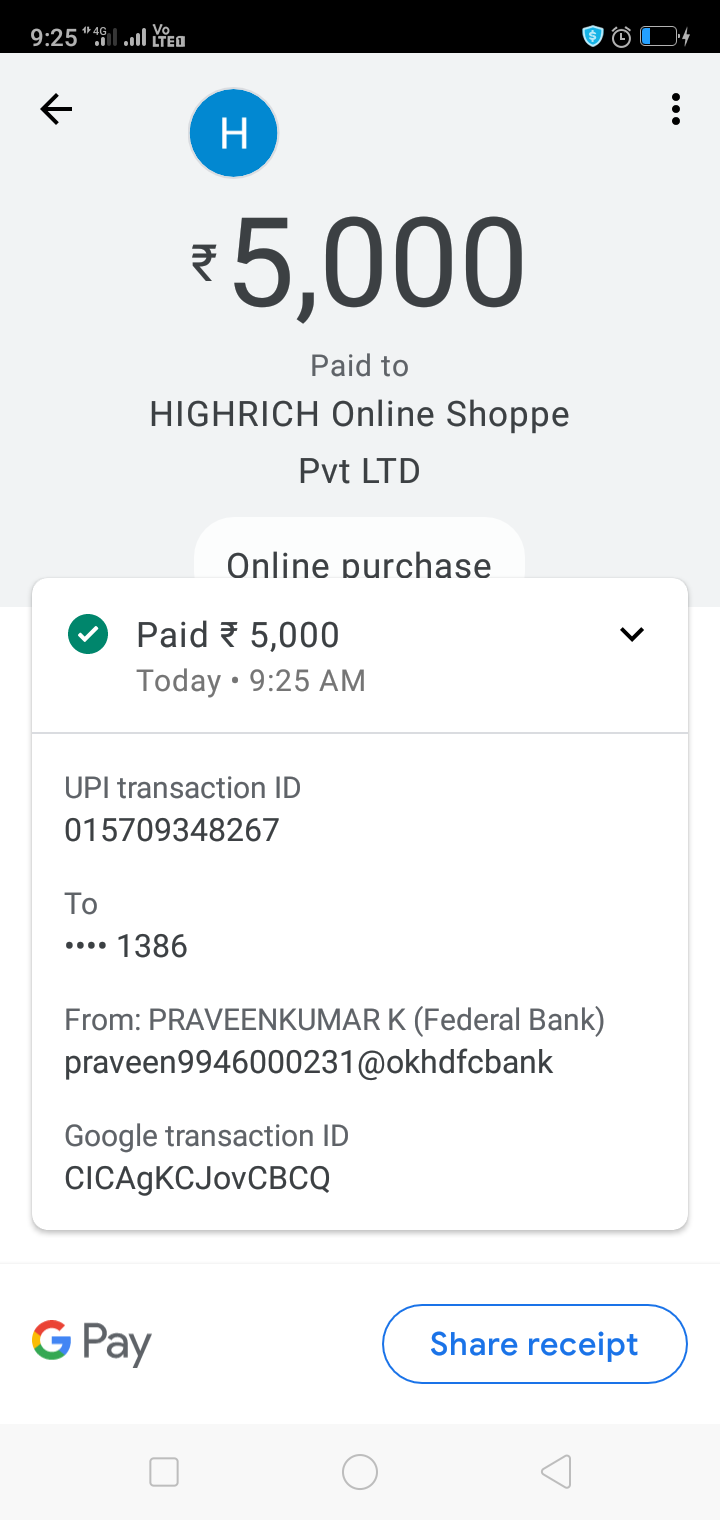 9:25 4G Vo LTE1
H
₹5,000
Paid to
HIGHRICH Online Shoppe
Pvt LTD
Online purchase
Paid ₹ 5,000
Today • 9:25 AM
UPI transaction ID
015709348267
To
•••• 1386
From: PRAVEENKUMAR K (Federal Bank)
praveen9946000231@okhdfcbank
Google transaction ID
CICAgKCJovCBCQ
G Pay
Share receipt